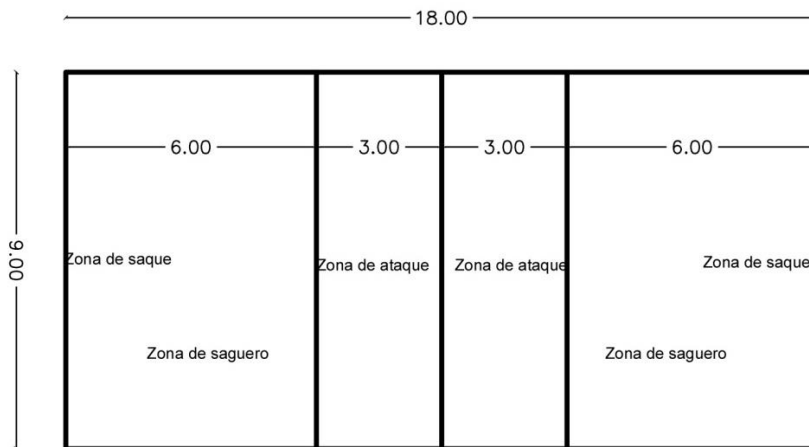 18.00
6.00
3.00
3.00
6.00
9.00
Zona de saque
Zona de ataque
Zona de ataque
Zona de saque
Zona de saguero
Zona de saguero